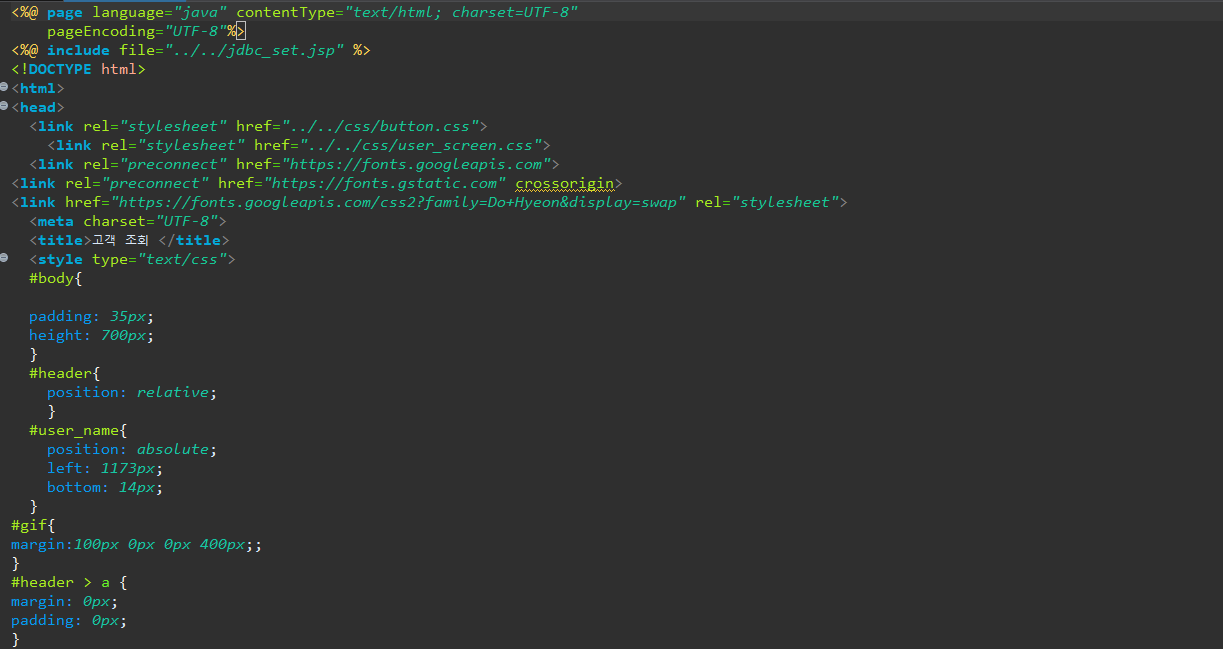 <%@ page language="java" contentType="text/html; charset=UTF-8"
    pageEncoding="UTF-8"%>
<%@ include file="../../jdbc_set.jsp" %>
<!DOCTYPE html>
<html>
<head>
  <link rel="stylesheet" href="../../css/button.css">
    <link rel="stylesheet" href="../../css/user_screen.css">
  <link rel="preconnect" href="https://fonts.googleapis.com">
<link rel="preconnect" href="https://fonts.gstatic.com" crossorigin>
<link href="https://fonts.googleapis.com/css2?family=Do+Hyeon&display=swap" rel="stylesheet">
  <meta charset="UTF-8">
  <title>고객 조회 </title>
  <style type="text/css">
  #body{
  padding: 35px;
  height: 700px;
  }
  #header{
    position: relative;
    }
  #user_name{
    position: absolute;
    left: 1173px;
    bottom: 14px;
  }
#gif{
margin:100px 0px 0px 400px;;
}
#header > a {
margin: 0px;
padding: 0px;
}